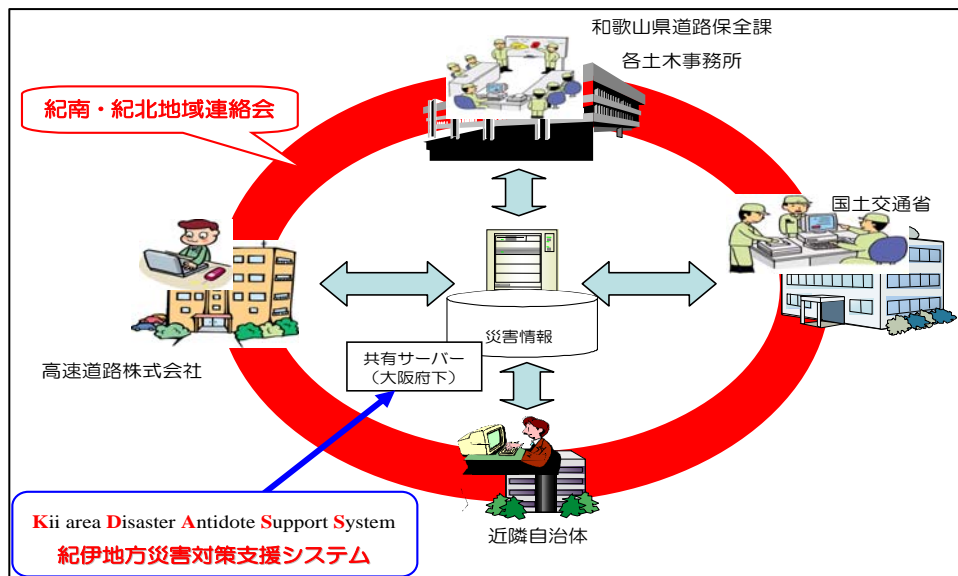 和歌山県道路保全課
各土木事務所
紀南・紀北地域連絡会
国土交通省
災害情報
共有サーバー
（大阪府下）
高速道路株式会社
近隣自治体
Kii area Disaster Antidote Support System
紀伊地方災害対策支援システム